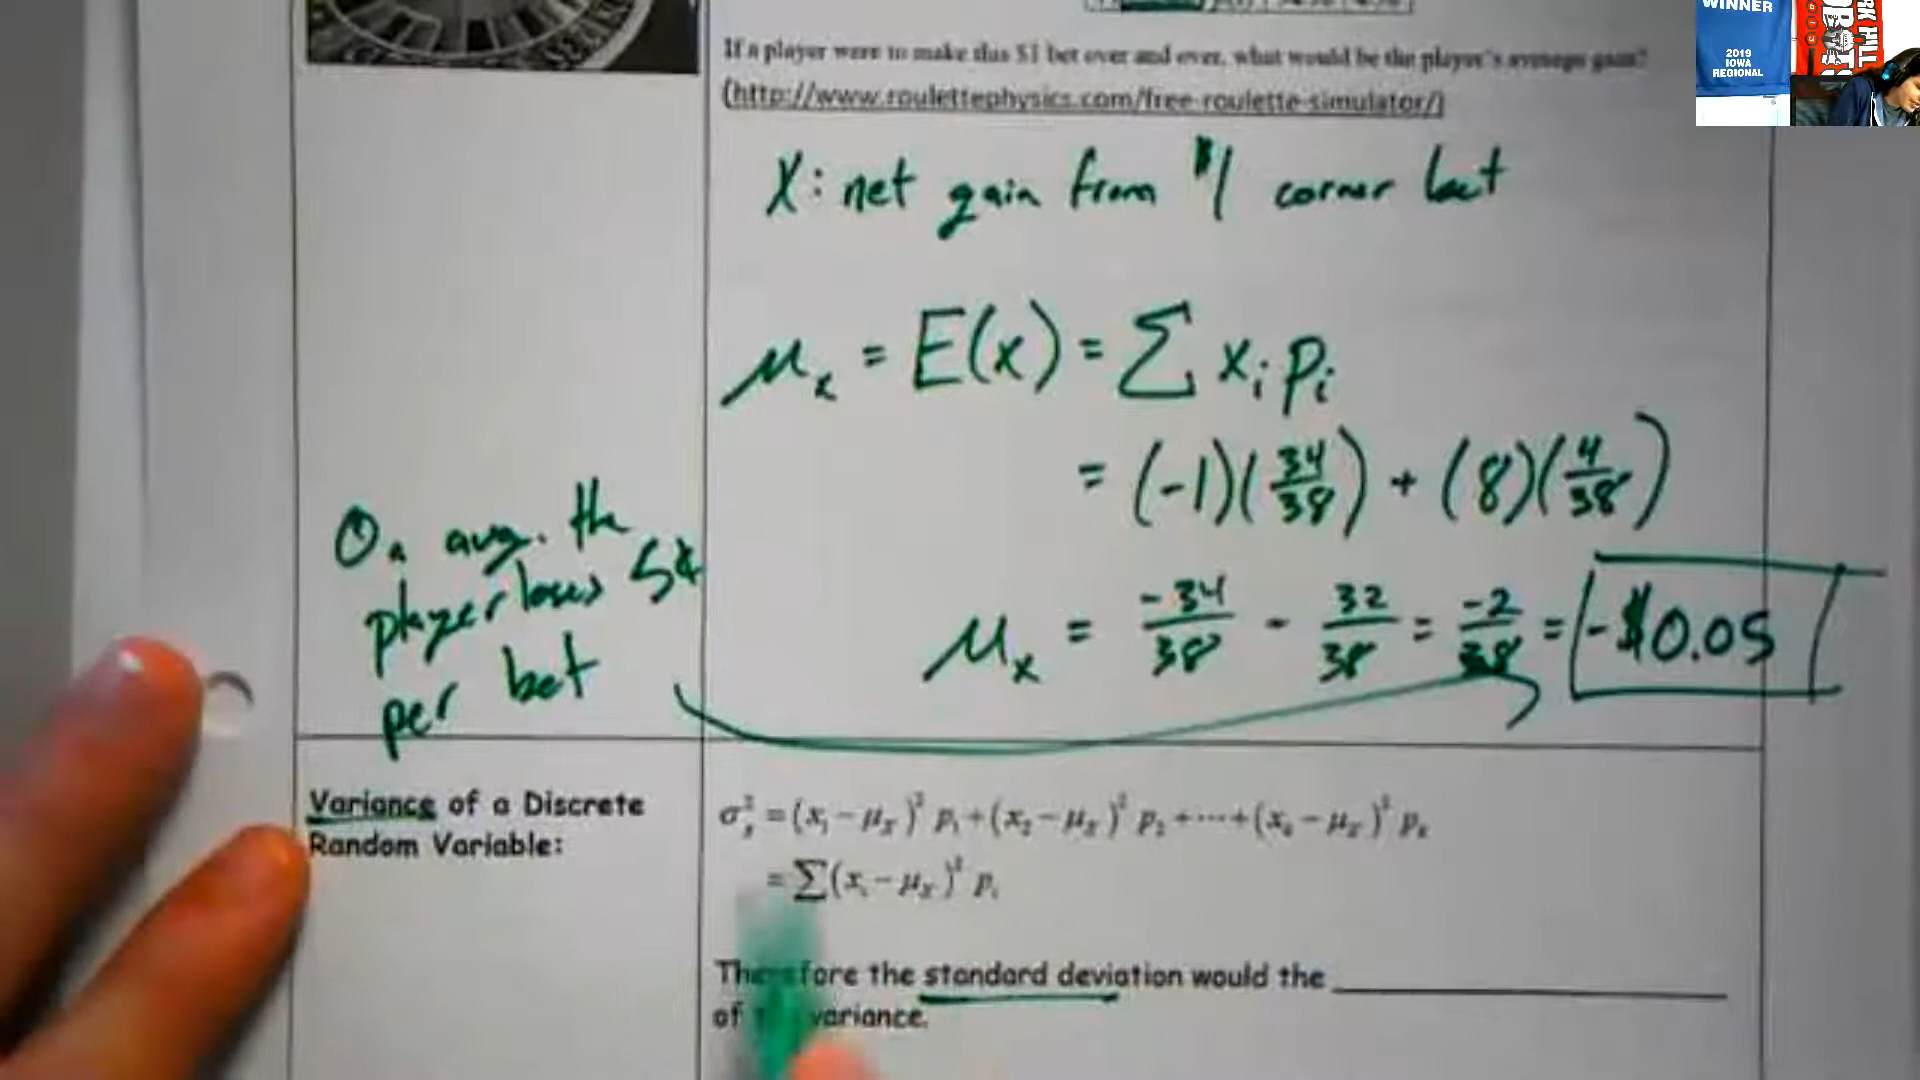 WINNER
2019
IOWA
REGIONAL
If a player were to make this $1 bet over and over, what would be the player's average gain?
(http://www.roulettephysics.com/free-roulette-simulator/)
X: net gain from $1 corner bet
μₓ = E(x) = Σ xᵢ pᵢ
= (-1)(34/38) + (8)(4/38)
μₓ = -34/38 - 32/38 = -2/38 = -$0.05
On avg. the
player loses 5¢
per bet
Variance of a Discrete
Random Variable:
σₓ² = (x₁ - μₓ)² p₁ + (x₂ - μₓ)² p₂ + ··· + (xₖ - μₓ)² pₖ
= Σ(xᵢ - μₓ)² pᵢ
Therefore the standard deviation would the ____________________
of variance.